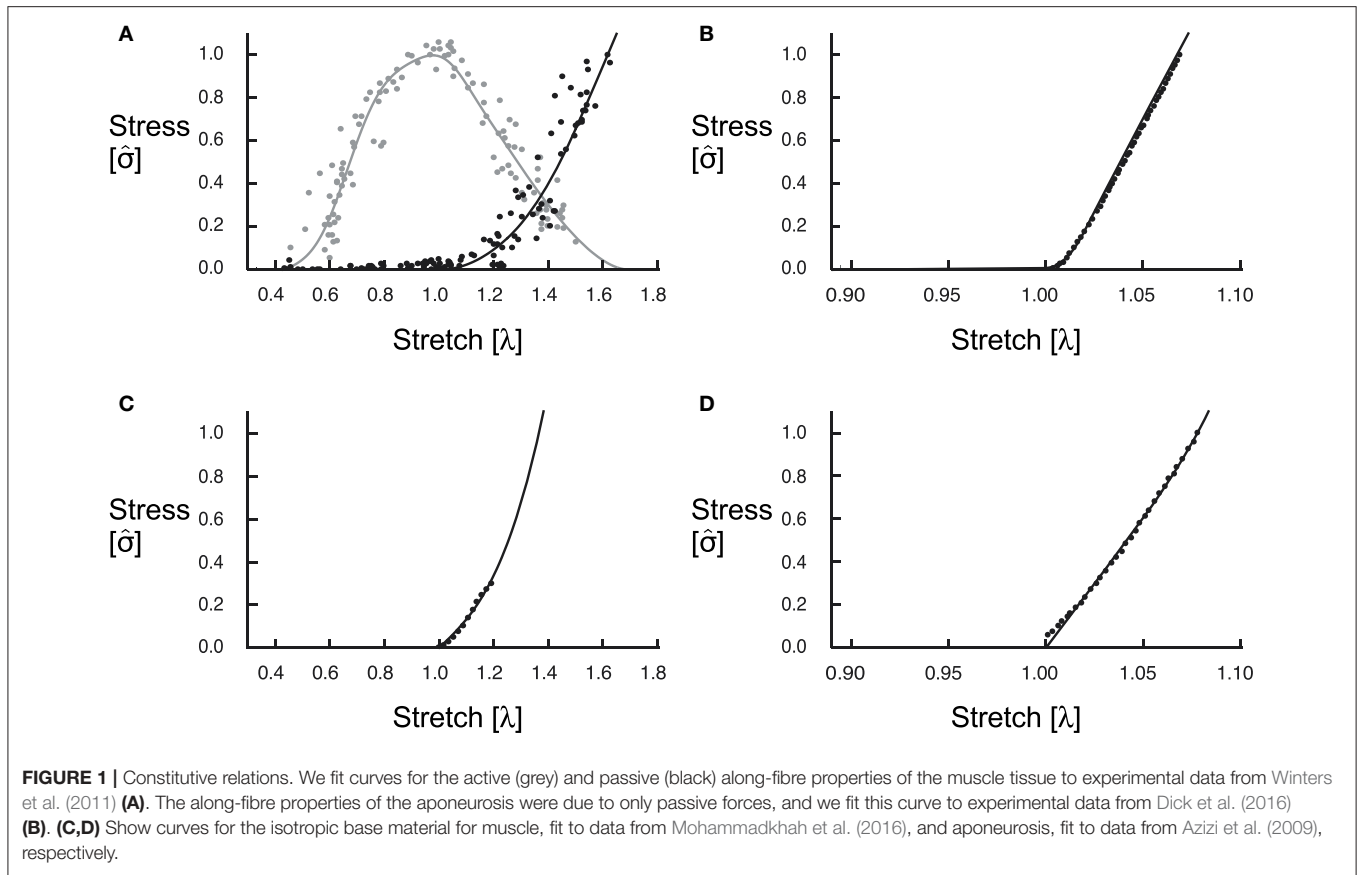 A
1.0
0.8
Stress
0.6
[σ̂]
0.4
0.2
0.0
0.4 0.6 0.8 1.0 1.2 1.4 1.6 1.8
Stretch [λ]
B
1.0
0.8
Stress
0.6
[σ̂]
0.4
0.2
0.0
0.90 0.95 1.00 1.05 1.10
Stretch [λ]
C
1.0
0.8
Stress
0.6
[σ̂]
0.4
0.2
0.0
0.4 0.6 0.8 1.0 1.2 1.4 1.6 1.8
Stretch [λ]
D
1.0
0.8
Stress
0.6
[σ̂]
0.4
0.2
0.0
0.90 0.95 1.00 1.05 1.10
Stretch [λ]
FIGURE 1 | Constitutive relations. We fit curves for the active (grey) and passive (black) along-fibre properties of the muscle tissue to experimental data from Winters
et al. (2011) (A). The along-fibre properties of the aponeurosis were due to only passive forces, and we fit this curve to experimental data from Dick et al. (2016)
(B). (C,D) Show curves for the isotropic base material for muscle, fit to data from Mohammadkhah et al. (2016), and aponeurosis, fit to data from Azizi et al. (2009),
respectively.